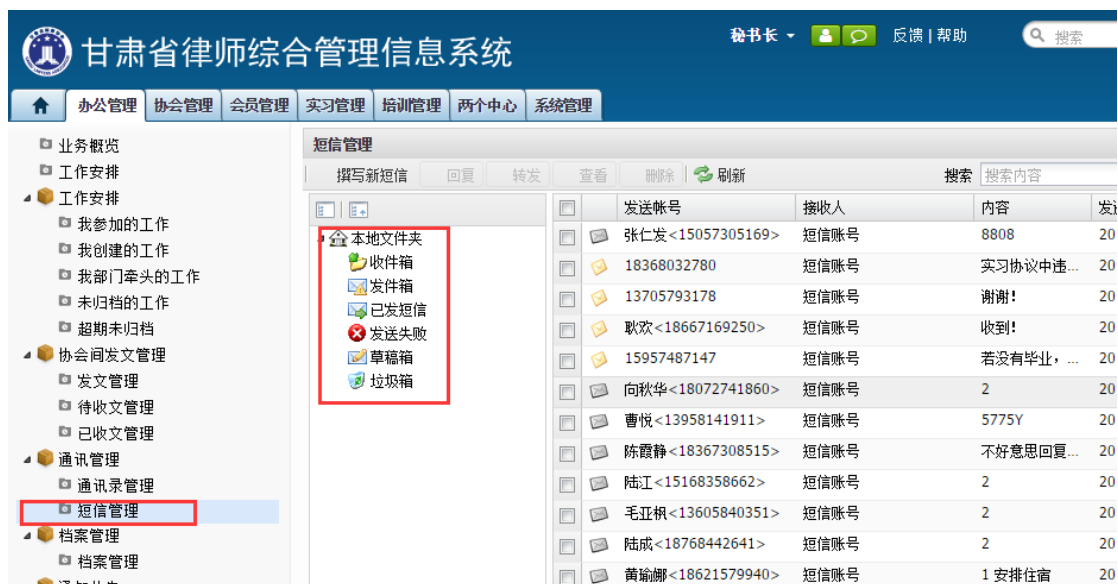 甘肃省律师综合管理信息系统
秘书长 反馈 | 帮助 搜索
办公管理 协会管理 会员管理 实习管理 培训管理 两个中心 系统管理
业务概览
工作安排
工作安排
我参加的工作
我创建的工作
我部门牵头的工作
未归档的工作
超期未归档
协会间发文管理
发文管理
待收文管理
已收文管理
通讯管理
通讯录管理
短信管理
档案管理
档案管理
短信管理
撰写新短信 回复 转发 查看 删除 刷新 搜索 搜索内容
本地文件夹
收件箱
发件箱
已发短信
发送失败
草稿箱
垃圾箱
发送帐号 接收人 内容
张仁发<15057305169> 短信账号 8808 20
18368032780 短信账号 实习协议中违... 20
13705793178 短信账号 谢谢! 20
耿欢<18667169250> 短信账号 收到! 20
15957487147 短信账号 若没有毕业，... 20
向秋华<18072741860> 短信账号 2 20
曹悦<13958141911> 短信账号 5775Y 20
陈霞静<18367308515> 短信账号 不好意思回复... 20
陆江<15168358662> 短信账号 2 20
毛亚枫<13605840351> 短信账号 2 20
陆成<18768442641> 短信账号 2 20
黄瑜娜<18621579940> 短信账号 1 安排住宿 20